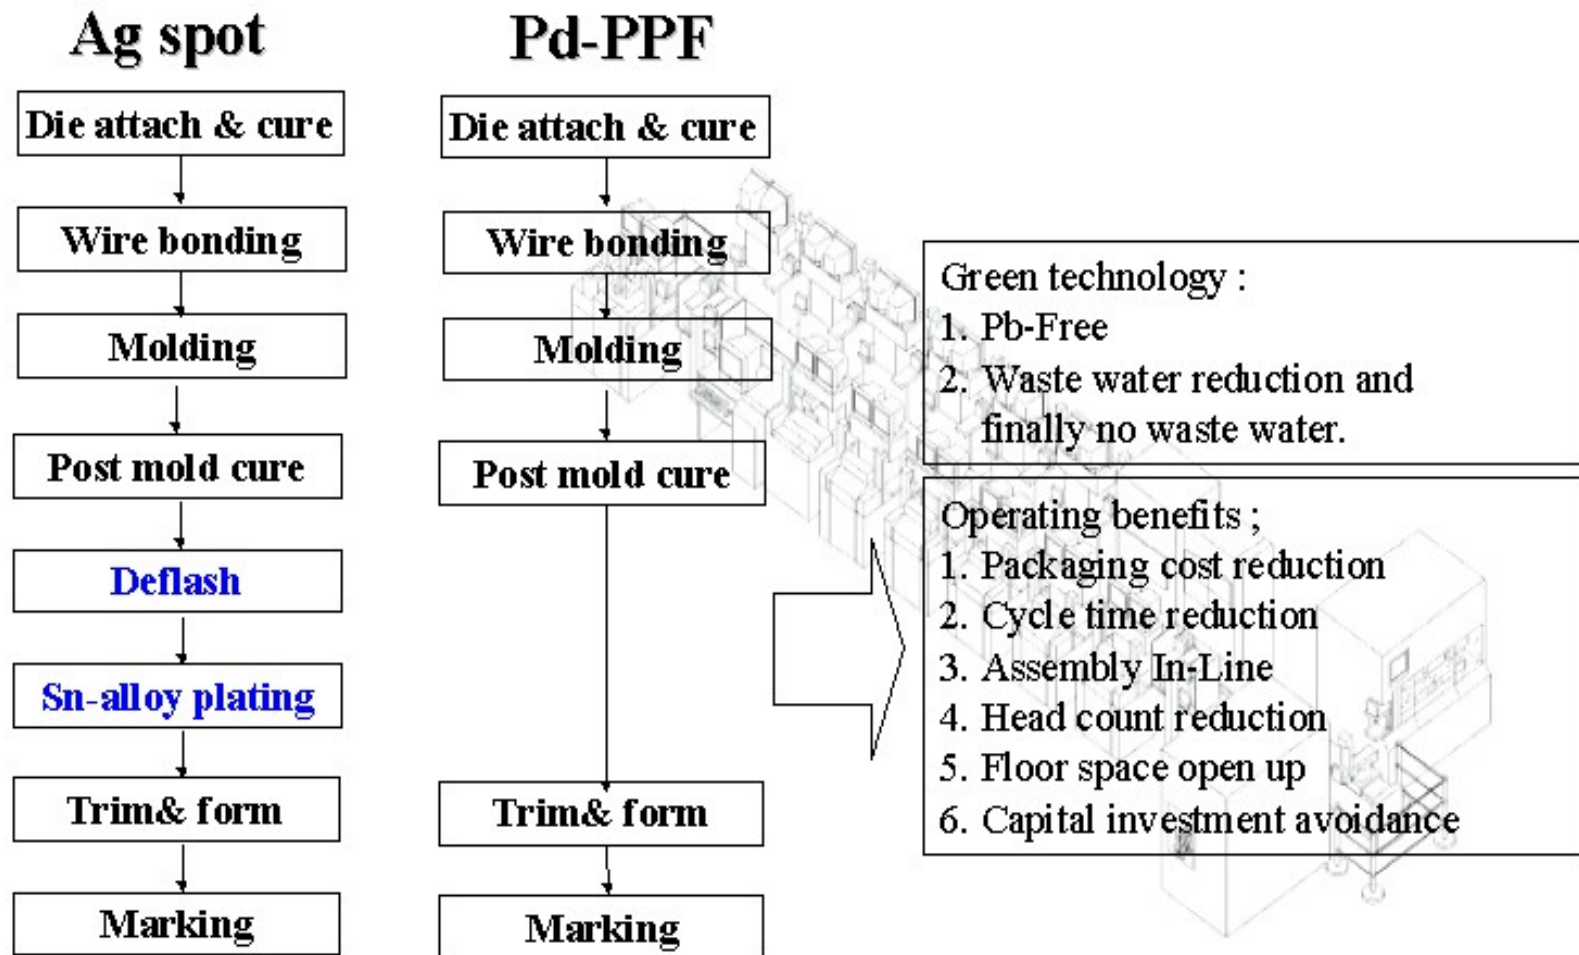 Ag spot
Die attach & cure
Wire bonding
Molding
Post mold cure
Deflash
Sn-alloy plating
Trim& form
Marking
Pd-PPF
Die attach & cure
Wire bonding
Molding
Post mold cure
Trim& form
Marking
Green technology :
1. Pb-Free
2. Waste water reduction and
finally no waste water.
Operating benefits ;
1. Packaging cost reduction
2. Cycle time reduction
3. Assembly In-Line
4. Head count reduction
5. Floor space open up
6. Capital investment avoidance